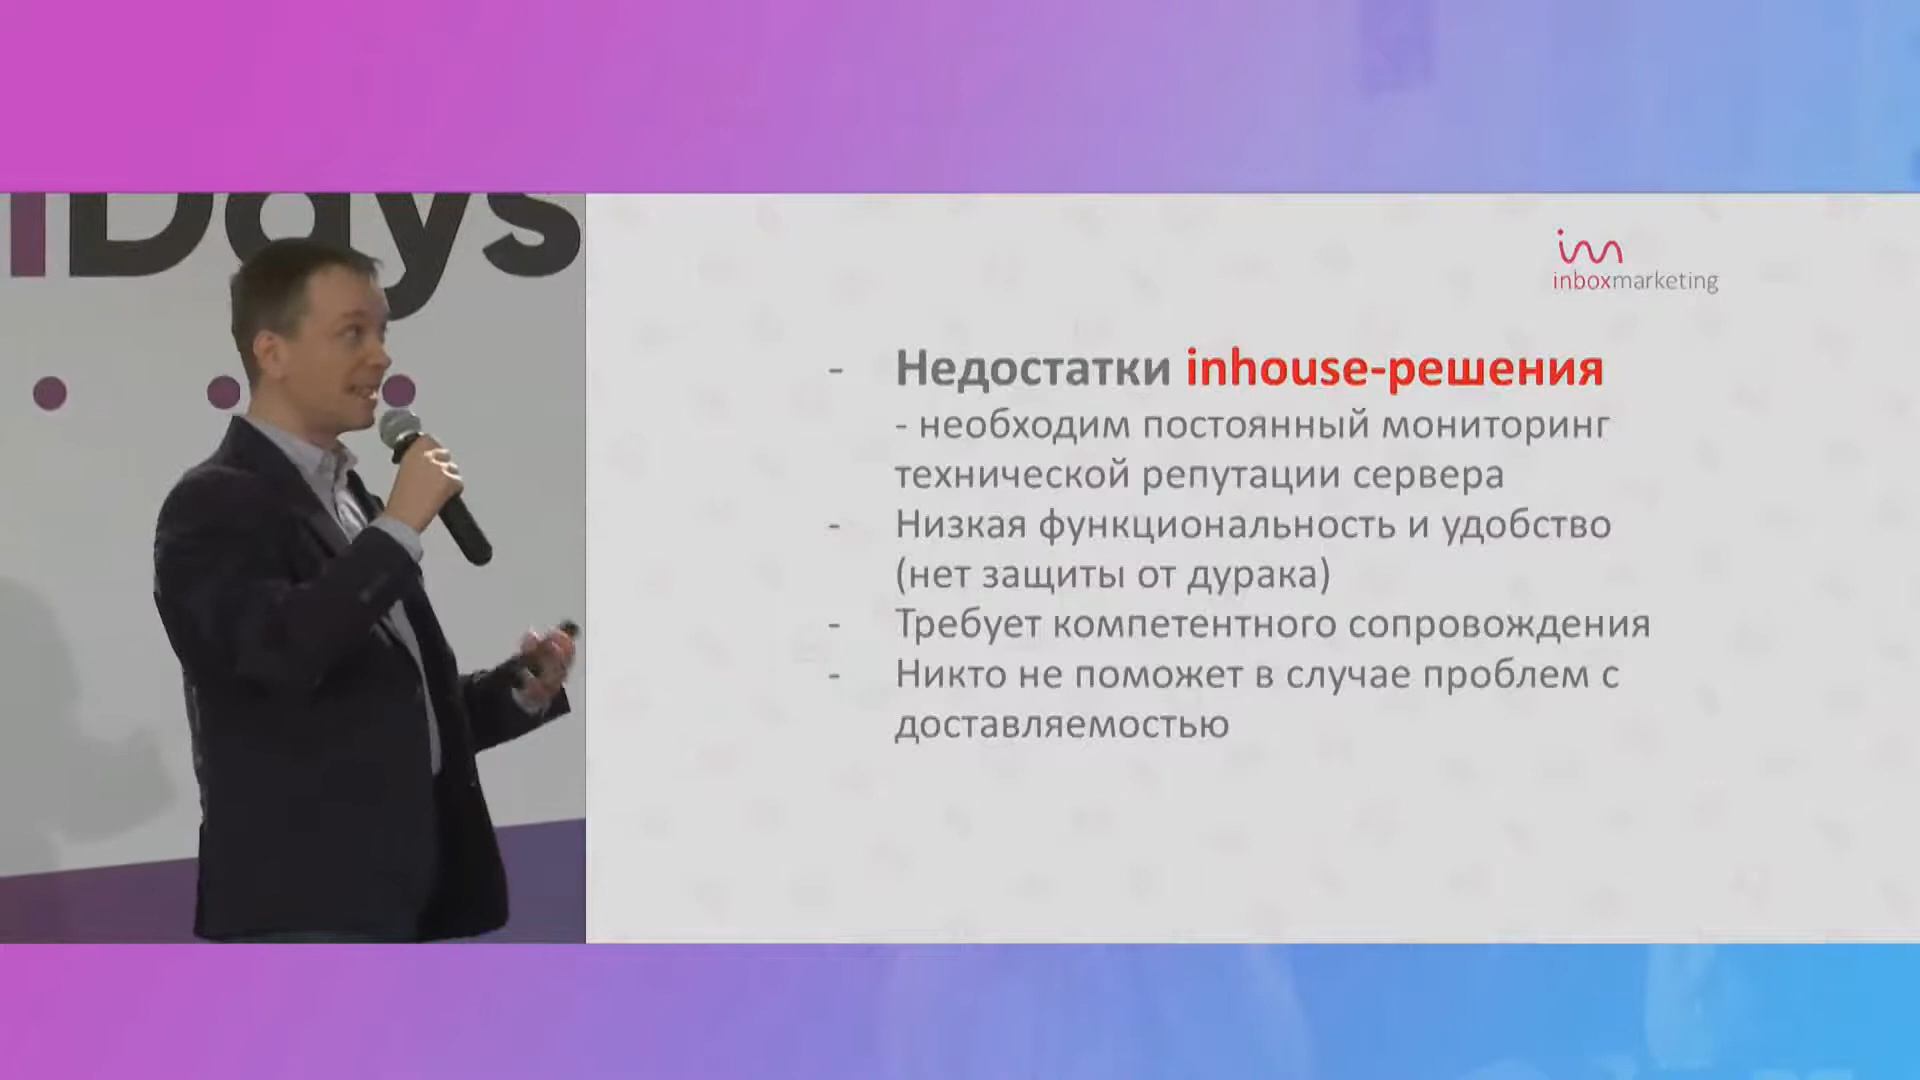 Days
inboxmarketing
- Недостатки inhouse-решения
- необходим постоянный мониторинг
технической репутации сервера
- Низкая функциональность и удобство
(нет защиты от дурака)
- Требует компетентного сопровождения
- Никто не поможет в случае проблем с
доставляемостью